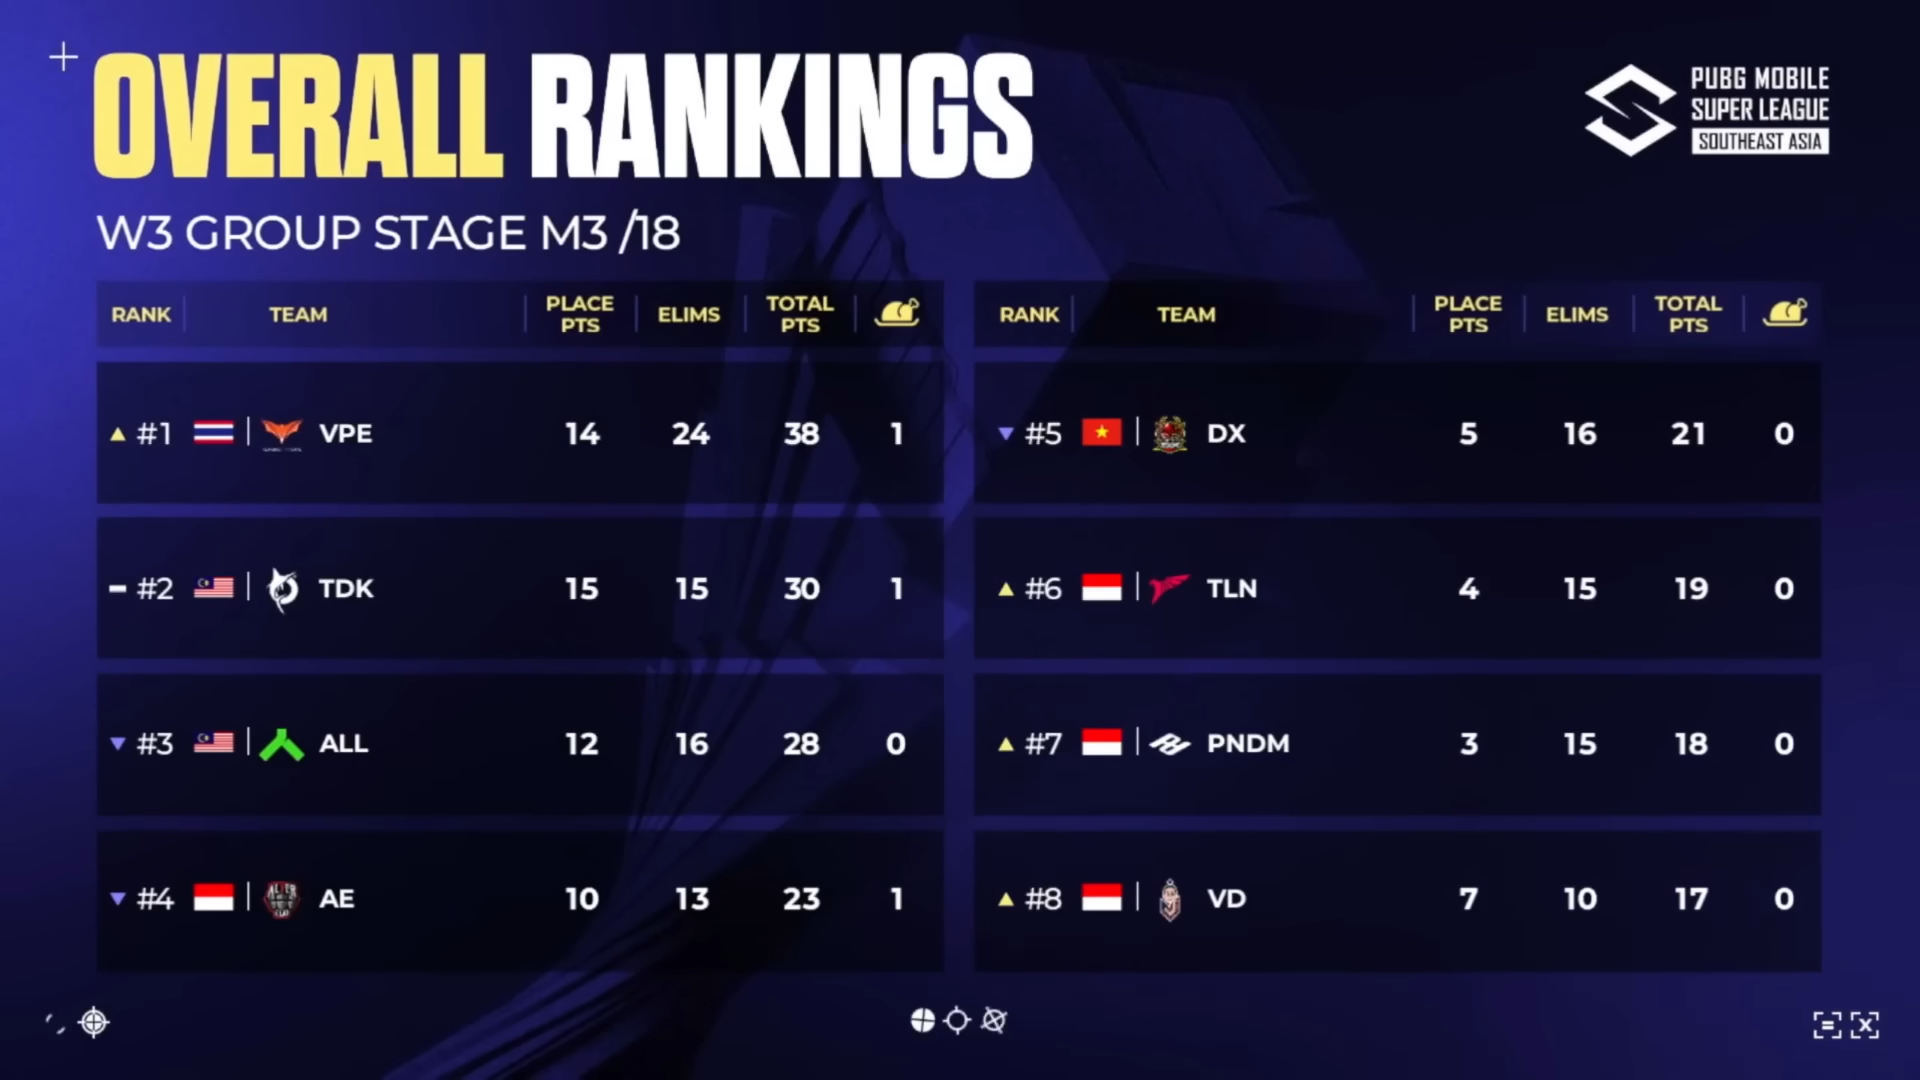 OVERALL RANKINGS
PUBG MOBILE
SUPER LEAGUE
SOUTHEAST ASIA
W3 GROUP STAGE M3 /18
RANK TEAM PLACE PTS ELIMS TOTAL PTS
#1 VPE 14 24 38 1
#2 TDK 15 15 30 1
#3 ALL 12 16 28 0
#4 AE 10 13 23 1
RANK TEAM PLACE PTS ELIMS TOTAL PTS
#5 DX 5 16 21 0
#6 TLN 4 15 19 0
#7 PNDM 3 15 18 0
#8 VD 7 10 17 0